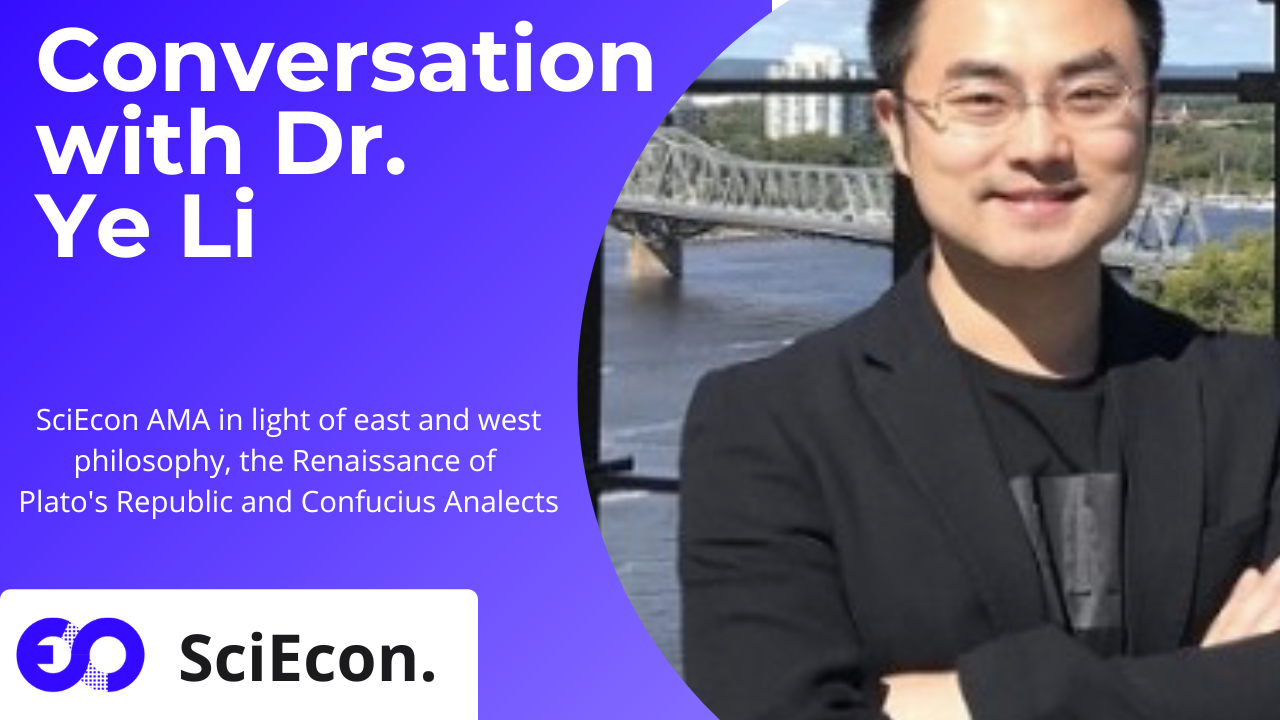 Conversation
with Dr.
Ye Li
SciEcon AMA in light of east and west
philosophy, the Renaissance of
Plato's Republic and Confucius Analects
SciEcon.